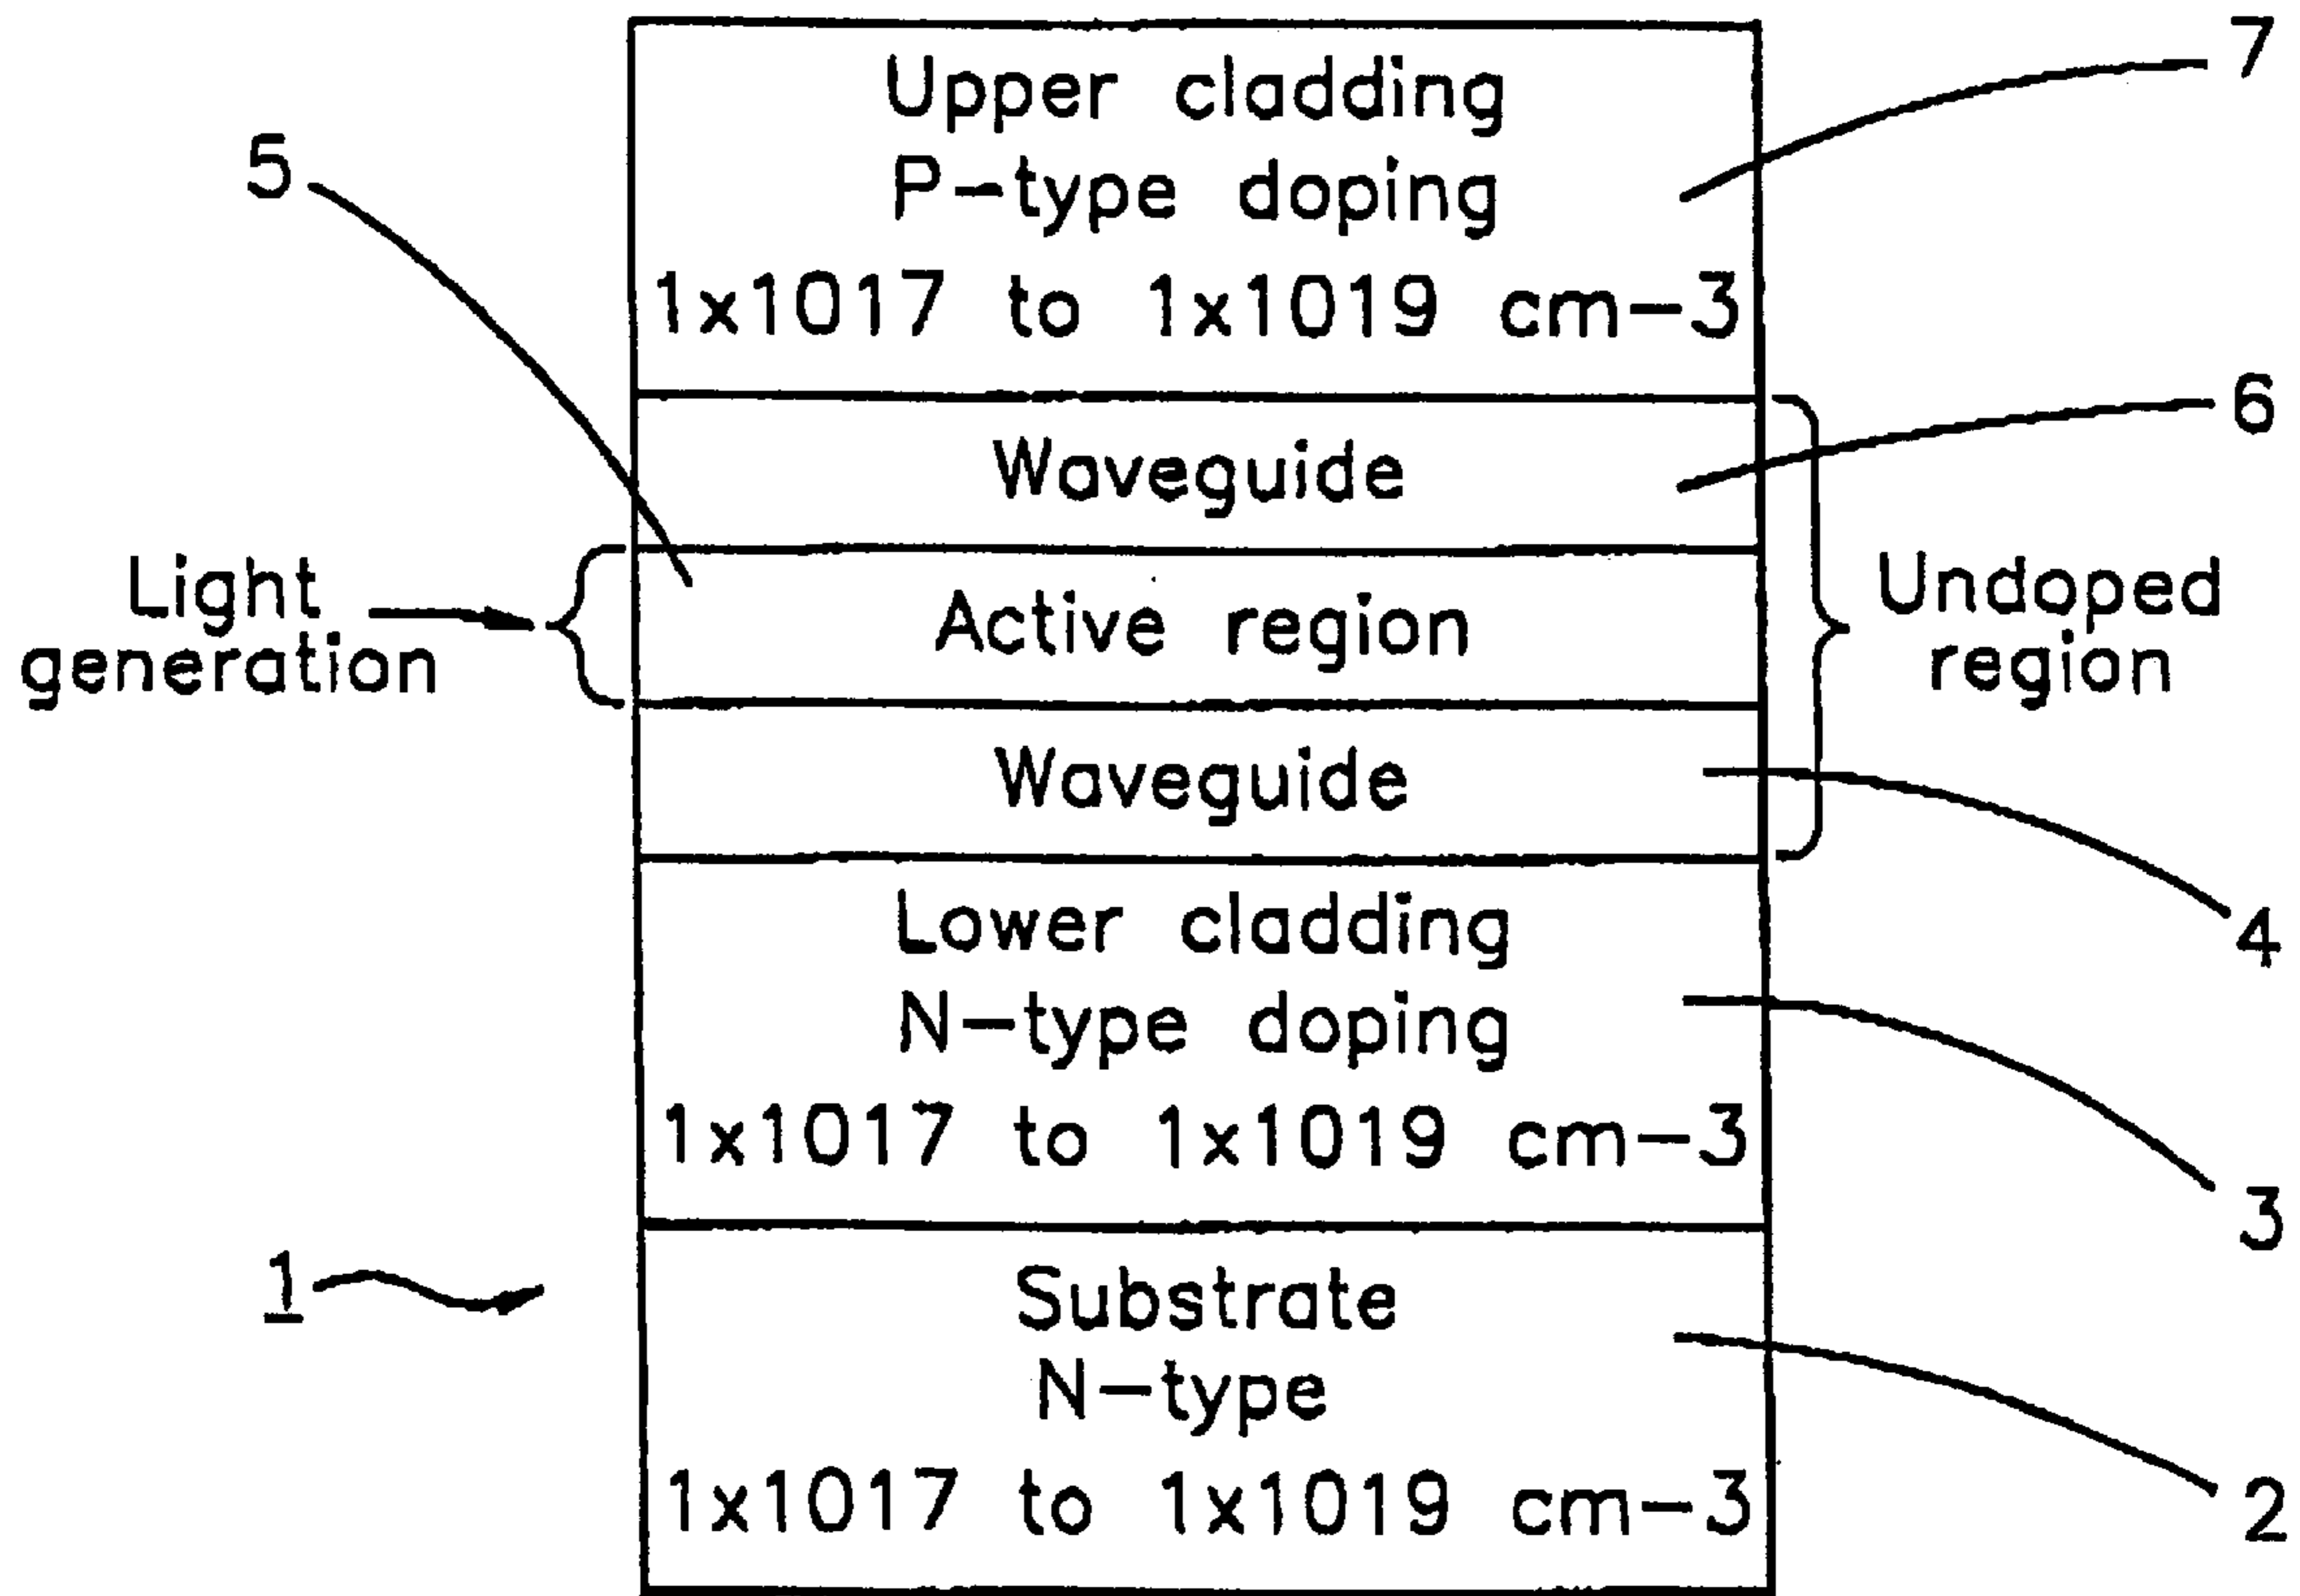 7
Upper cladding
5
P-type doping
1x1017 to 1x1019 cm-3
6
Waveguide
Light
generation
Active region
Undoped
region
Waveguide
4
Lower cladding
N-type doping
1x1017 to 1x1019 cm-3
3
1
Substrate
N-type
1x1017 to 1x1019 cm-3
2